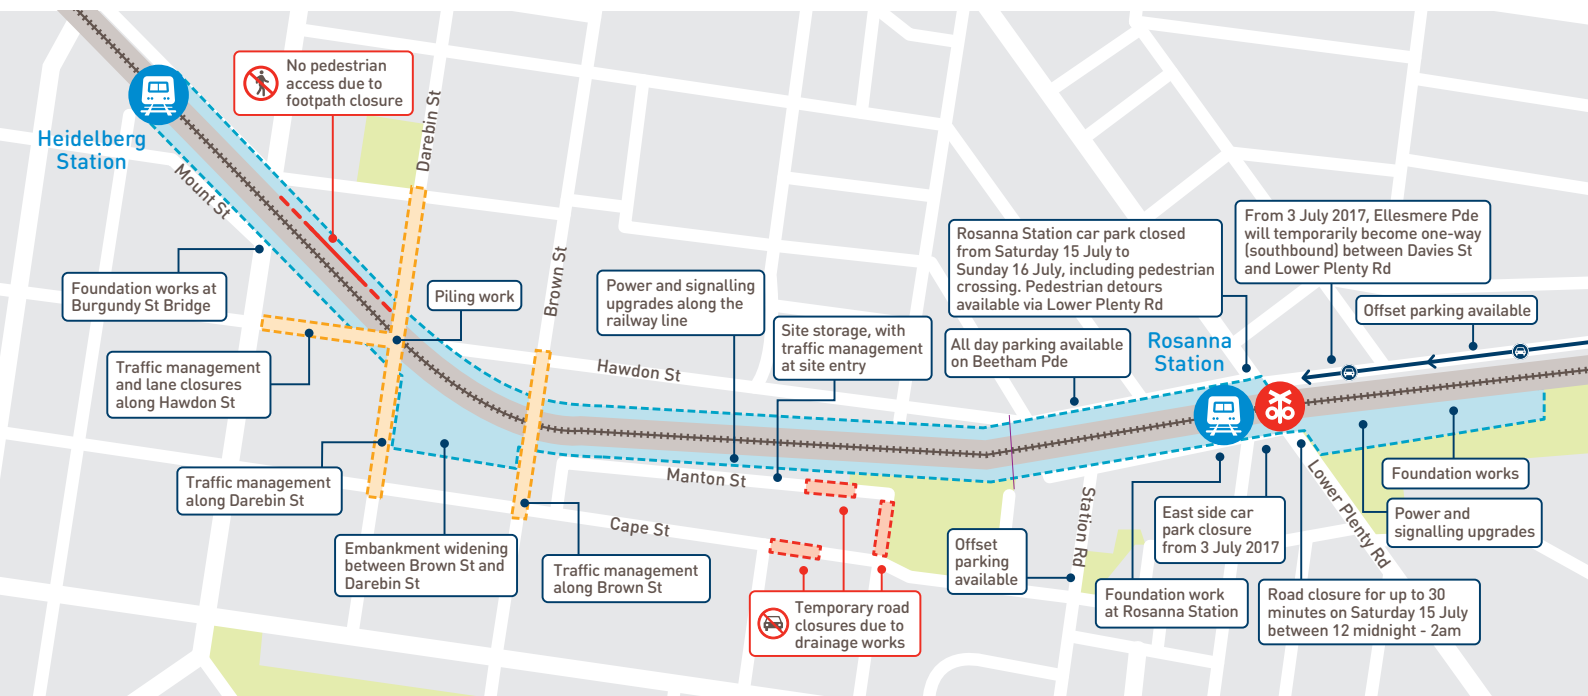 No pedestrian
access due to
footpath closure
Darebin St
Heidelberg
Station
Mount St
Foundation works at
Burgundy St Bridge
Piling work
Brown St
Traffic management
and lane closures
along Hawdon St
Traffic management
along Darebin St
Embankment widening
between Brown St and
Darebin St
Traffic management
along Brown St
Power and signalling
upgrades along the
railway line
Hawdon St
Site storage, with
traffic management
at site entry
Manton St
Cape St
Temporary road
closures due to
drainage works
Rosanna Station car park closed
from Saturday 15 July to
Sunday 16 July, including pedestrian
crossing. Pedestrian detours
available via Lower Plenty Rd
All day parking available
on Beetham Pde
Rosanna
Station
From 3 July 2017, Ellesmere Pde
will temporarily become one-way
(southbound) between Davies St
and Lower Plenty Rd
Offset parking available
Offset
parking
available
Station Rd
Foundation work
at Rosanna Station
East side car
park closure
from 3 July 2017
Lower Plenty Rd
Road closure for up to 30
minutes on Saturday 15 July
between 12 midnight - 2am
Foundation works
Power and
signalling upgrades